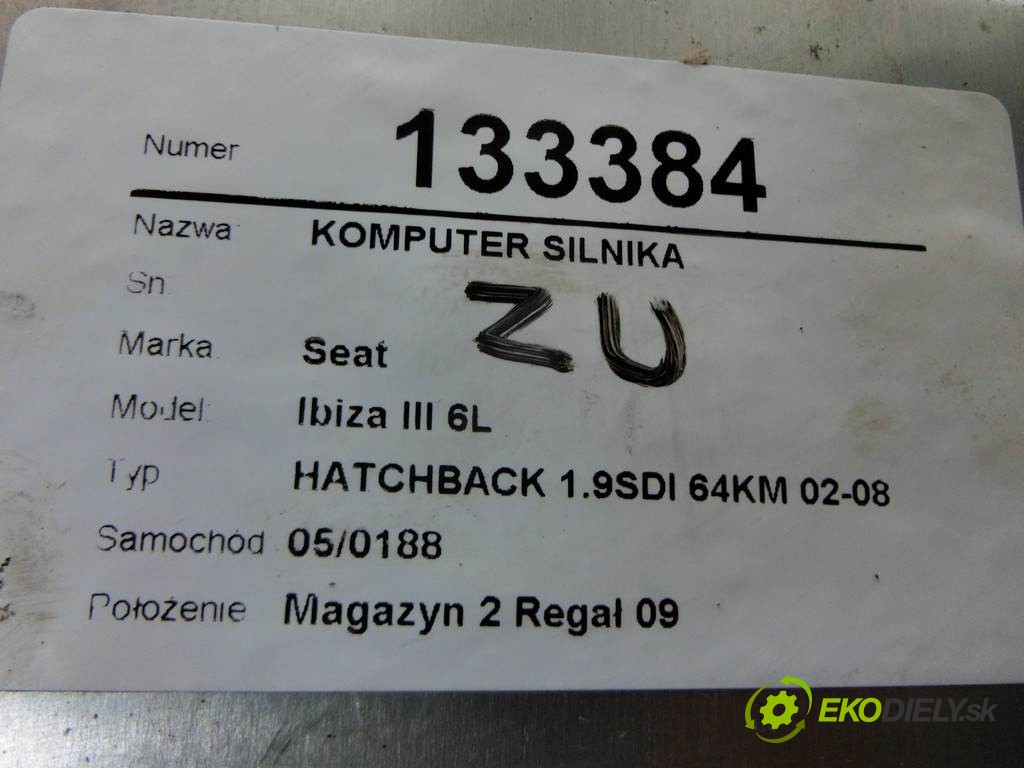 Numer 133384
Nazwa KOMPUTER SILNIKA
Sn
ZU
Marka Seat
Model Ibiza III 6L
Typ HATCHBACK 1.9SDI 64KM 02-08
Samochód 05/0188
Położenie Magazyn 2 Regał 09
EKODIELY.sk